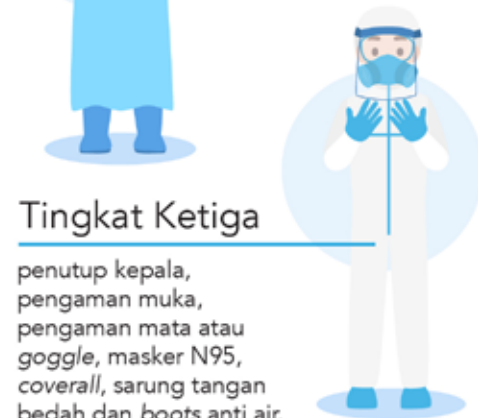 Tingkat Ketiga
penutup kepala,
pengaman muka,
pengaman mata atau
goggle, masker N95,
coverall, sarung tangan
bedah dan boots anti air.